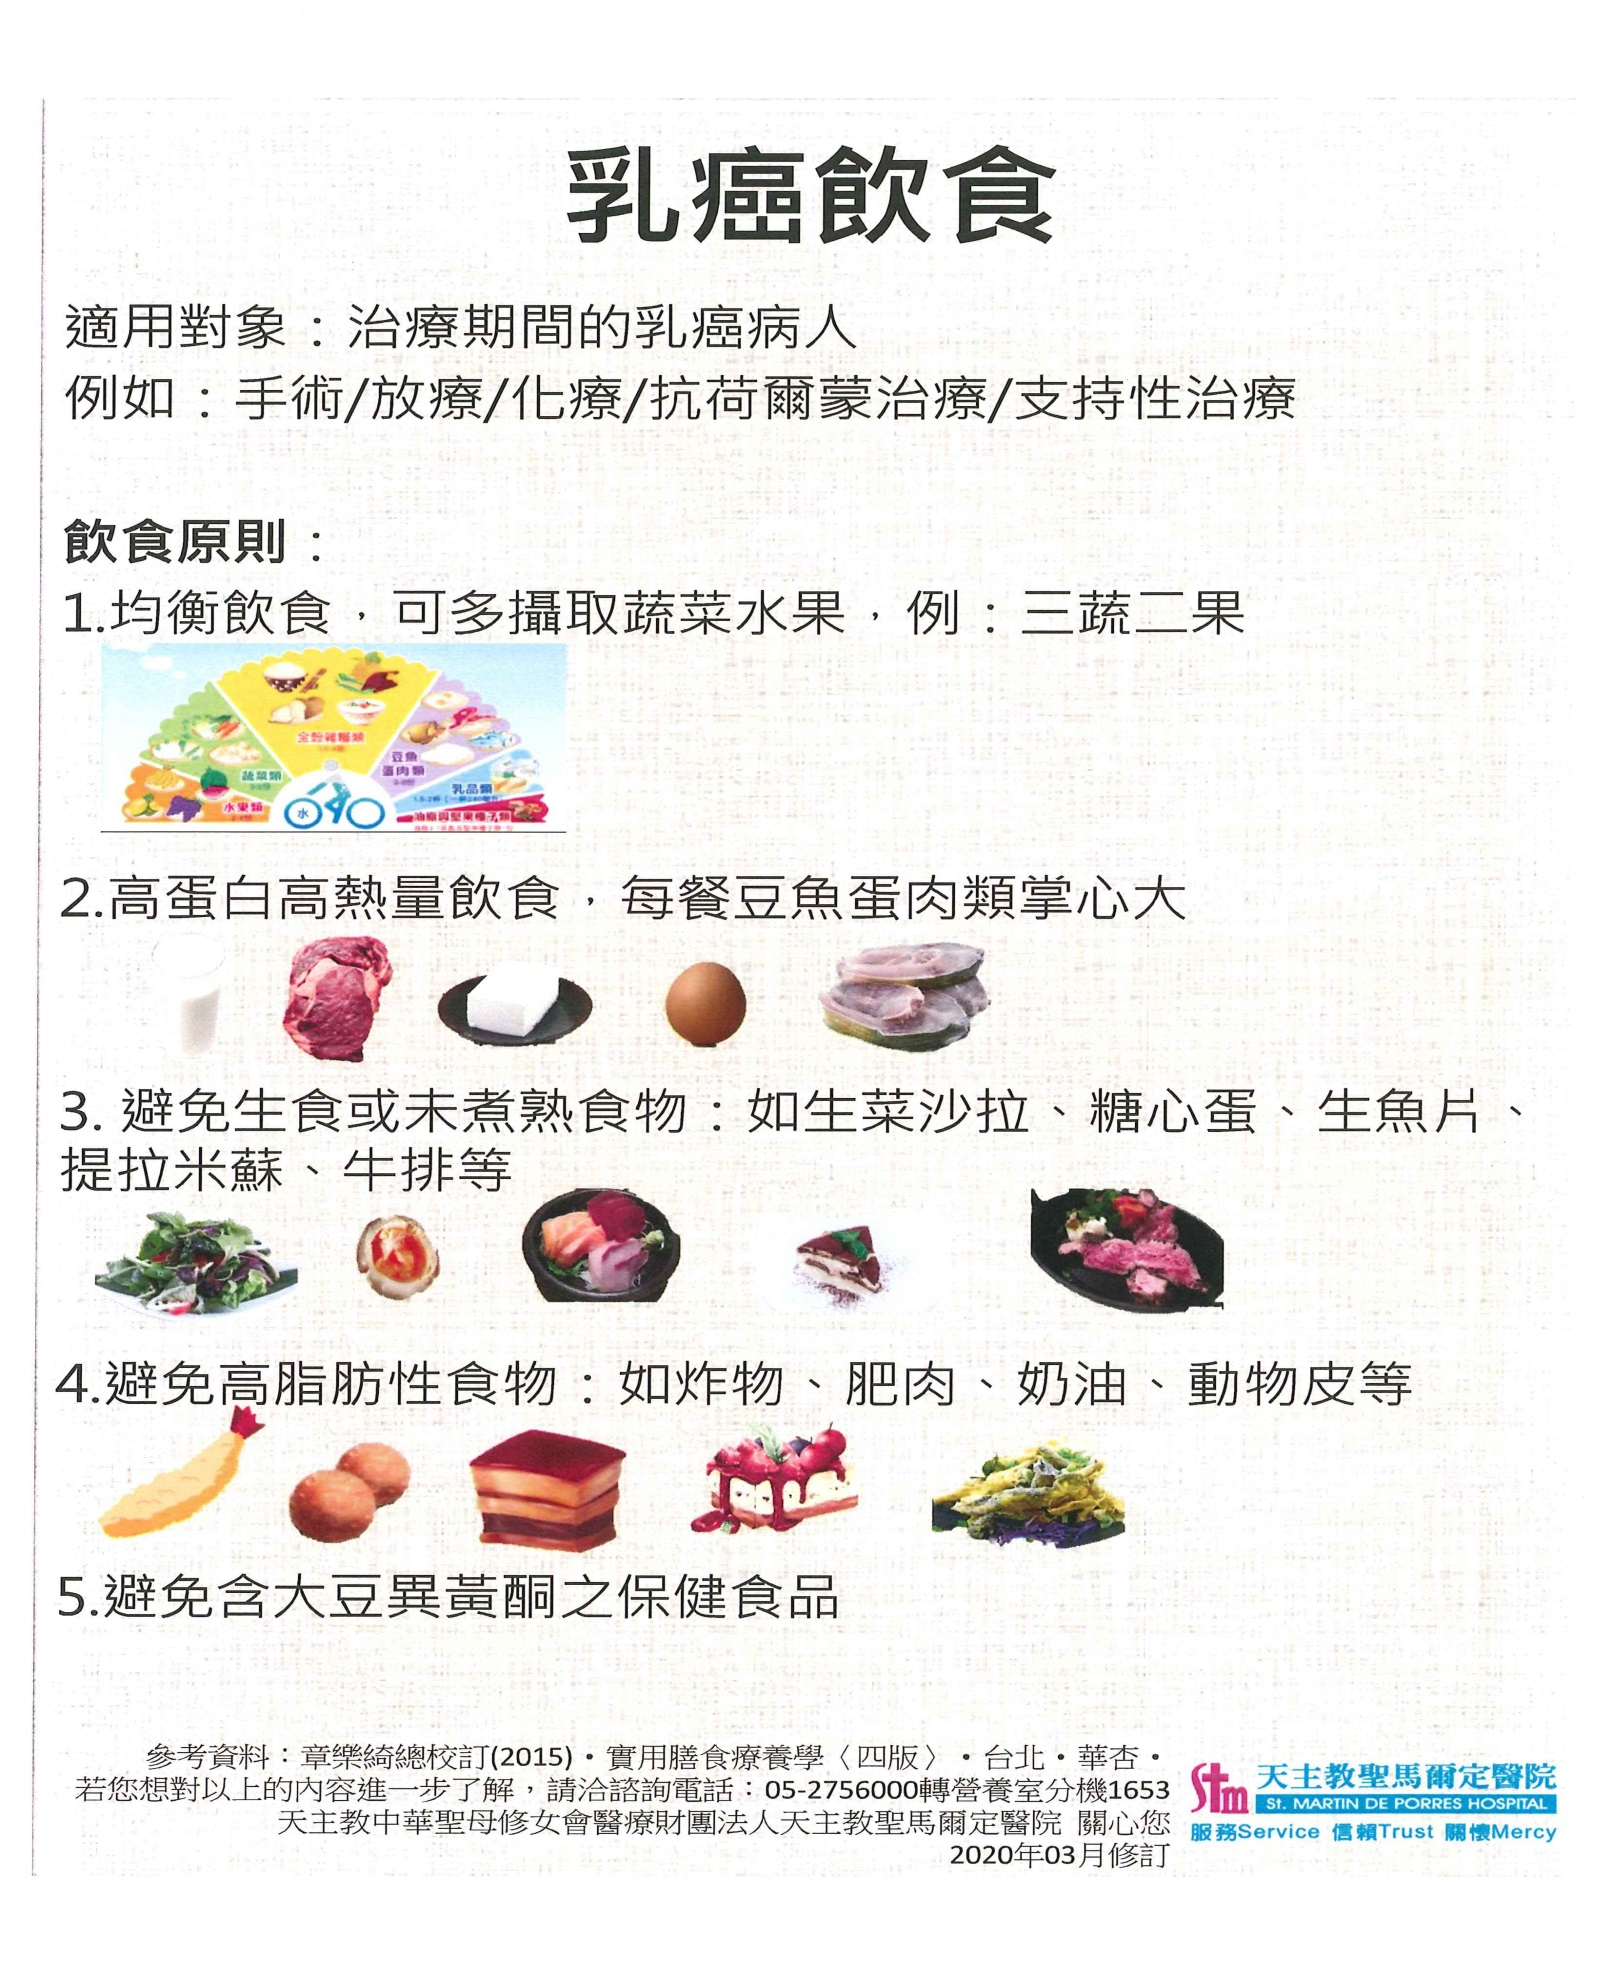 乳癌飲食
適用對象：治療期間的乳癌病人
例如：手術/放療/化療/抗荷爾蒙治療/支持性治療
飲食原則：
1.均衡飲食，可多攝取蔬菜水果，例：三蔬二果
全穀雜糧類
豆魚
蛋肉類
蔬菜類
乳品類
水果類
水
油脂與堅果種子類
2.高蛋白高熱量飲食，每餐豆魚蛋肉類掌心大
3. 避免生食或未煮熟食物：如生菜沙拉、糖心蛋、生魚片、
提拉米蘇、牛排等
4.避免高脂肪性食物：如炸物、肥肉、奶油、動物皮等
5.避免含大豆異黃酮之保健食品
參考資料：章樂綺總校訂(2015)・實用膳食療養學〈四版〉・台北・華杏・
若您想對以上的內容進一步了解，請洽諮詢電話：05-2756000轉營養室分機1653
天主教中華聖母修女會醫療財團法人天主教聖馬爾定醫院 關心您
2020年03月修訂
Stm 天主教聖馬爾定醫院
St. MARTIN DE PORRES HOSPITAL
服務Service 信賴Trust 關懷Mercy